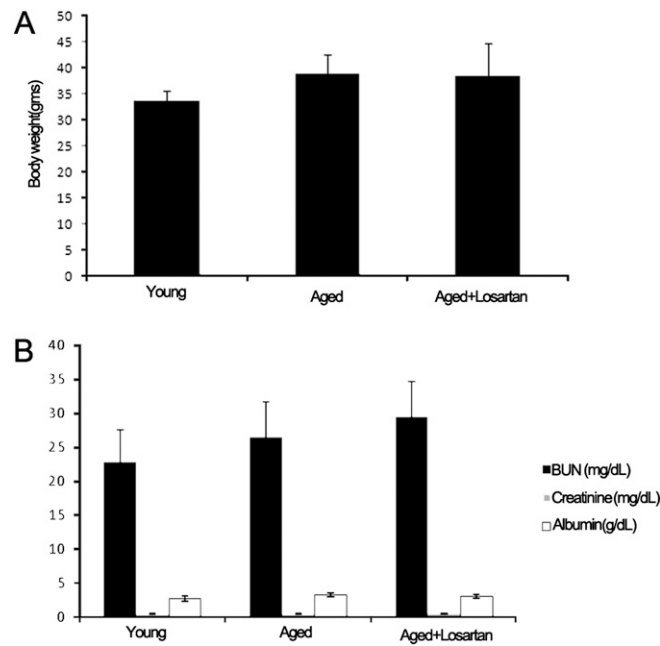 A
Body weight(gms)
50
45
40
35
30
25
20
15
10
5
0
Young Aged Aged+Losartan
B
40
35
30
25
20
15
10
5
0
Young Aged Aged+Losartan
BUN (mg/dL)
Creatinine(mg/dL)
Albumin(g/dL)